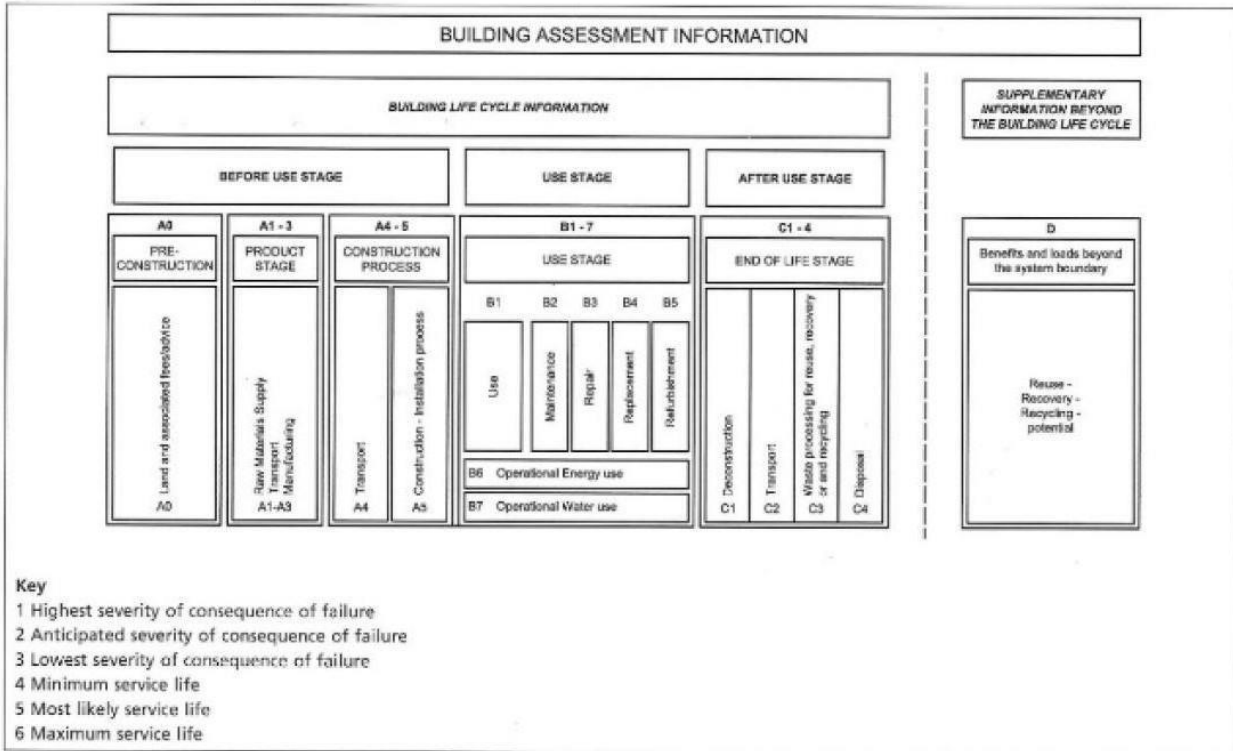 BUILDING ASSESSMENT INFORMATION
BUILDING LIFE CYCLE INFORMATION
SUPPLEMENTARY
INFORMATION BEYOND
THE BUILDING LIFE CYCLE
BEFORE USE STAGE
USE STAGE
AFTER USE STAGE
A0
PRE-
CONSTRUCTION
Land and associated fees/advice
A0
A1 - 3
PRODUCT
STAGE
Raw Materials Supply
Transport
Manufacturing
A1-A3
A4 - 5
CONSTRUCTION
PROCESS
Transport
A4
Construction - Installation process
A5
B1 - 7
USE STAGE
B1
Use
B2
Maintenance
B3
Repair
B4
Replacement
B5
Refurbishment
B6 Operational Energy use
B7 Operational Water use
C1 - 4
END OF LIFE STAGE
Deconstruction
C1
Transport
C2
Waste processing for reuse, recovery
or and recycling
C3
Disposal
C4
D
Benefits and loads beyond
the system boundary
Reuse -
Recovery -
Recycling -
potential
Key
1 Highest severity of consequence of failure
2 Anticipated severity of consequence of failure
3 Lowest severity of consequence of failure
4 Minimum service life
5 Most likely service life
6 Maximum service life